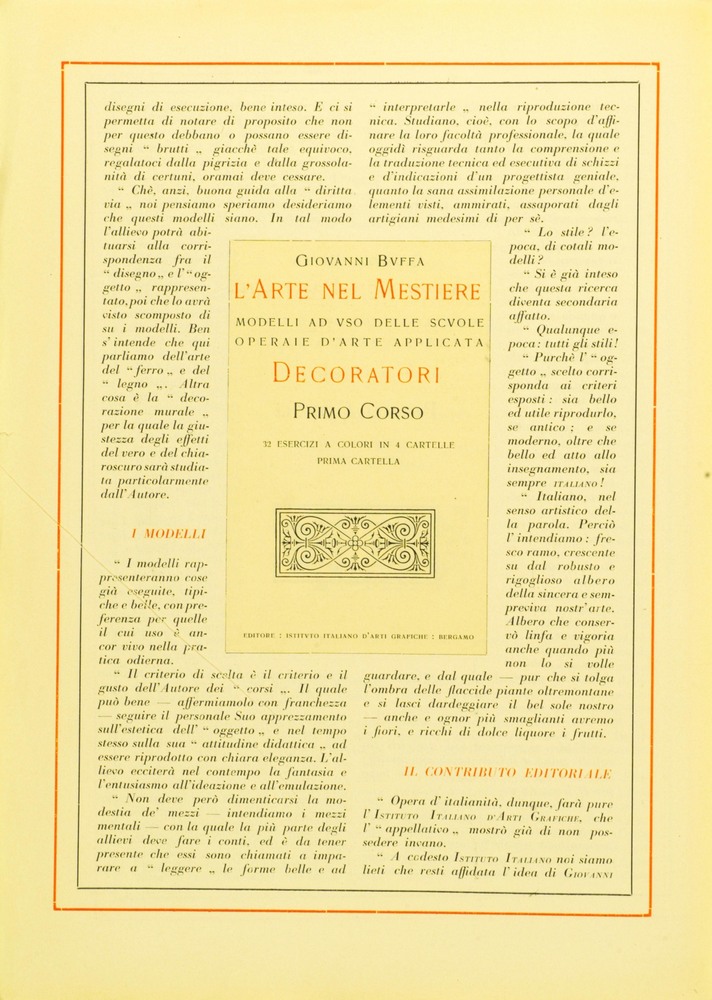 disegni di esecuzione, bene inteso. E ci si
permetta di notare di proposito che non
per questo debbano o possano essere di-
segni “ brutti „ giacchè tale equivoco,
regalatoci dalla pigrizia e dalla grossola-
nità di certuni, oramai deve cessare.
“ Chè, anzi, buona guida alla “ diritta
via „ noi pensiamo speriamo desideriamo
che questi modelli siano. In tal modo
l'allievo potrà abi-
tuarsi alla corri-
spondenza fra il
“ disegno „ e l' “ og-
getto „ rappresen-
tato, poi che lo avrà
visto scomposto di
su i modelli. Ben
s' intende che qui
parliamo dell'arte
del “ ferro „ e del
“ legno „. Altra
cosa è la “ deco-
razione murale „
per la quale la giu-
stezza degli effetti
del vero e del chia-
roscuro sarà studia-
ta particolarmente
dall' Autore.
I MODELLI
“ I modelli rap-
presenteranno cose
già eseguite, tipi-
che e belle, con pre-
ferenza per quelle
il cui uso è an-
cor vivo nella pra-
tica odierna.
“ Il criterio di scelta è il criterio e il
gusto dell' Autore dei “ corsi „. Il quale
può bene — affermiamolo con franchezza
— seguire il personale Suo apprezzamento
sull'estetica dell' “ oggetto „ e nel tempo
stesso sulla sua “ attitudine didattica „ ad
essere riprodotto con chiara eleganza. L'al-
lievo ecciterà nel contempo la fantasia e
l'entusiasmo all'ideazione e all'emulazione.
“ Non deve però dimenticarsi la mo-
destia de' mezzi — intendiamo i mezzi
mentali — con la quale la più parte degli
allievi deve fare i conti, ed è da tener
presente che essi sono chiamati a impa-
rare a “ leggere „ le forme belle e ad
GIOVANNI BVFFA
L'ARTE NEL MESTIERE
MODELLI AD VSO DELLE SCVOLE
OPERAIE D'ARTE APPLICATA
DECORATORI
PRIMO CORSO
32 ESERCIZI A COLORI IN 4 CARTELLE
PRIMA CARTELLA
EDITORE : ISTITVTO ITALIANO D'ARTI GRAFICHE : BERGAMO
“ interpretarle „ nella riproduzione tec-
nica. Studiano, cioè, con lo scopo d'affi-
nare la loro facoltà professionale, la quale
oggidì risguarda tanto la comprensione e
la traduzione tecnica ed esecutiva di schizzi
e d'indicazioni d'un progettista geniale,
quanto la sana assimilazione personale d'e-
lementi visti, ammirati, assaporati dagli
artigiani medesimi di per sè.
“ Lo stile ? l'e-
poca, di cotali mo-
delli ?
“ Si è già inteso
che questa ricerca
diventa secondaria
affatto.
“ Qualunque e-
poca : tutti gli stili !
“ Purchè l' “ og-
getto „ scelto corri-
sponda ai criteri
esposti : sia bello
ed utile riprodurlo,
se antico ; e se
moderno, oltre che
bello ed atto allo
insegnamento, sia
sempre ITALIANO !
“ Italiano, nel
senso artistico del-
la parola. Perciò
l' intendiamo : fre-
sco ramo, crescente
su dal robusto e
rigoglioso albero
della sincera e sem-
previva nostr'arte.
Albero che conser-
vò linfa e vigoria
anche quando più
non lo si volle
guardare, e dal quale — pur che si tolga
l'ombra delle flaccide piante oltremontane
e si lasci dardeggiare il bel sole nostro
— anche e ognor più smaglianti avremo
i fiori, e ricchi di dolce liquore i frutti.
IL CONTRIBUTO EDITORIALE
“ Opera d' italianità, dunque, farà pure
l' ISTITUTO ITALIANO D'ARTI GRAFICHE, che
l' “ appellativo „ mostrò già di non pos-
sedere invano.
“ A codesto ISTITUTO ITALIANO noi siamo
lieti che resti affidata l' idea di GIOVANNI